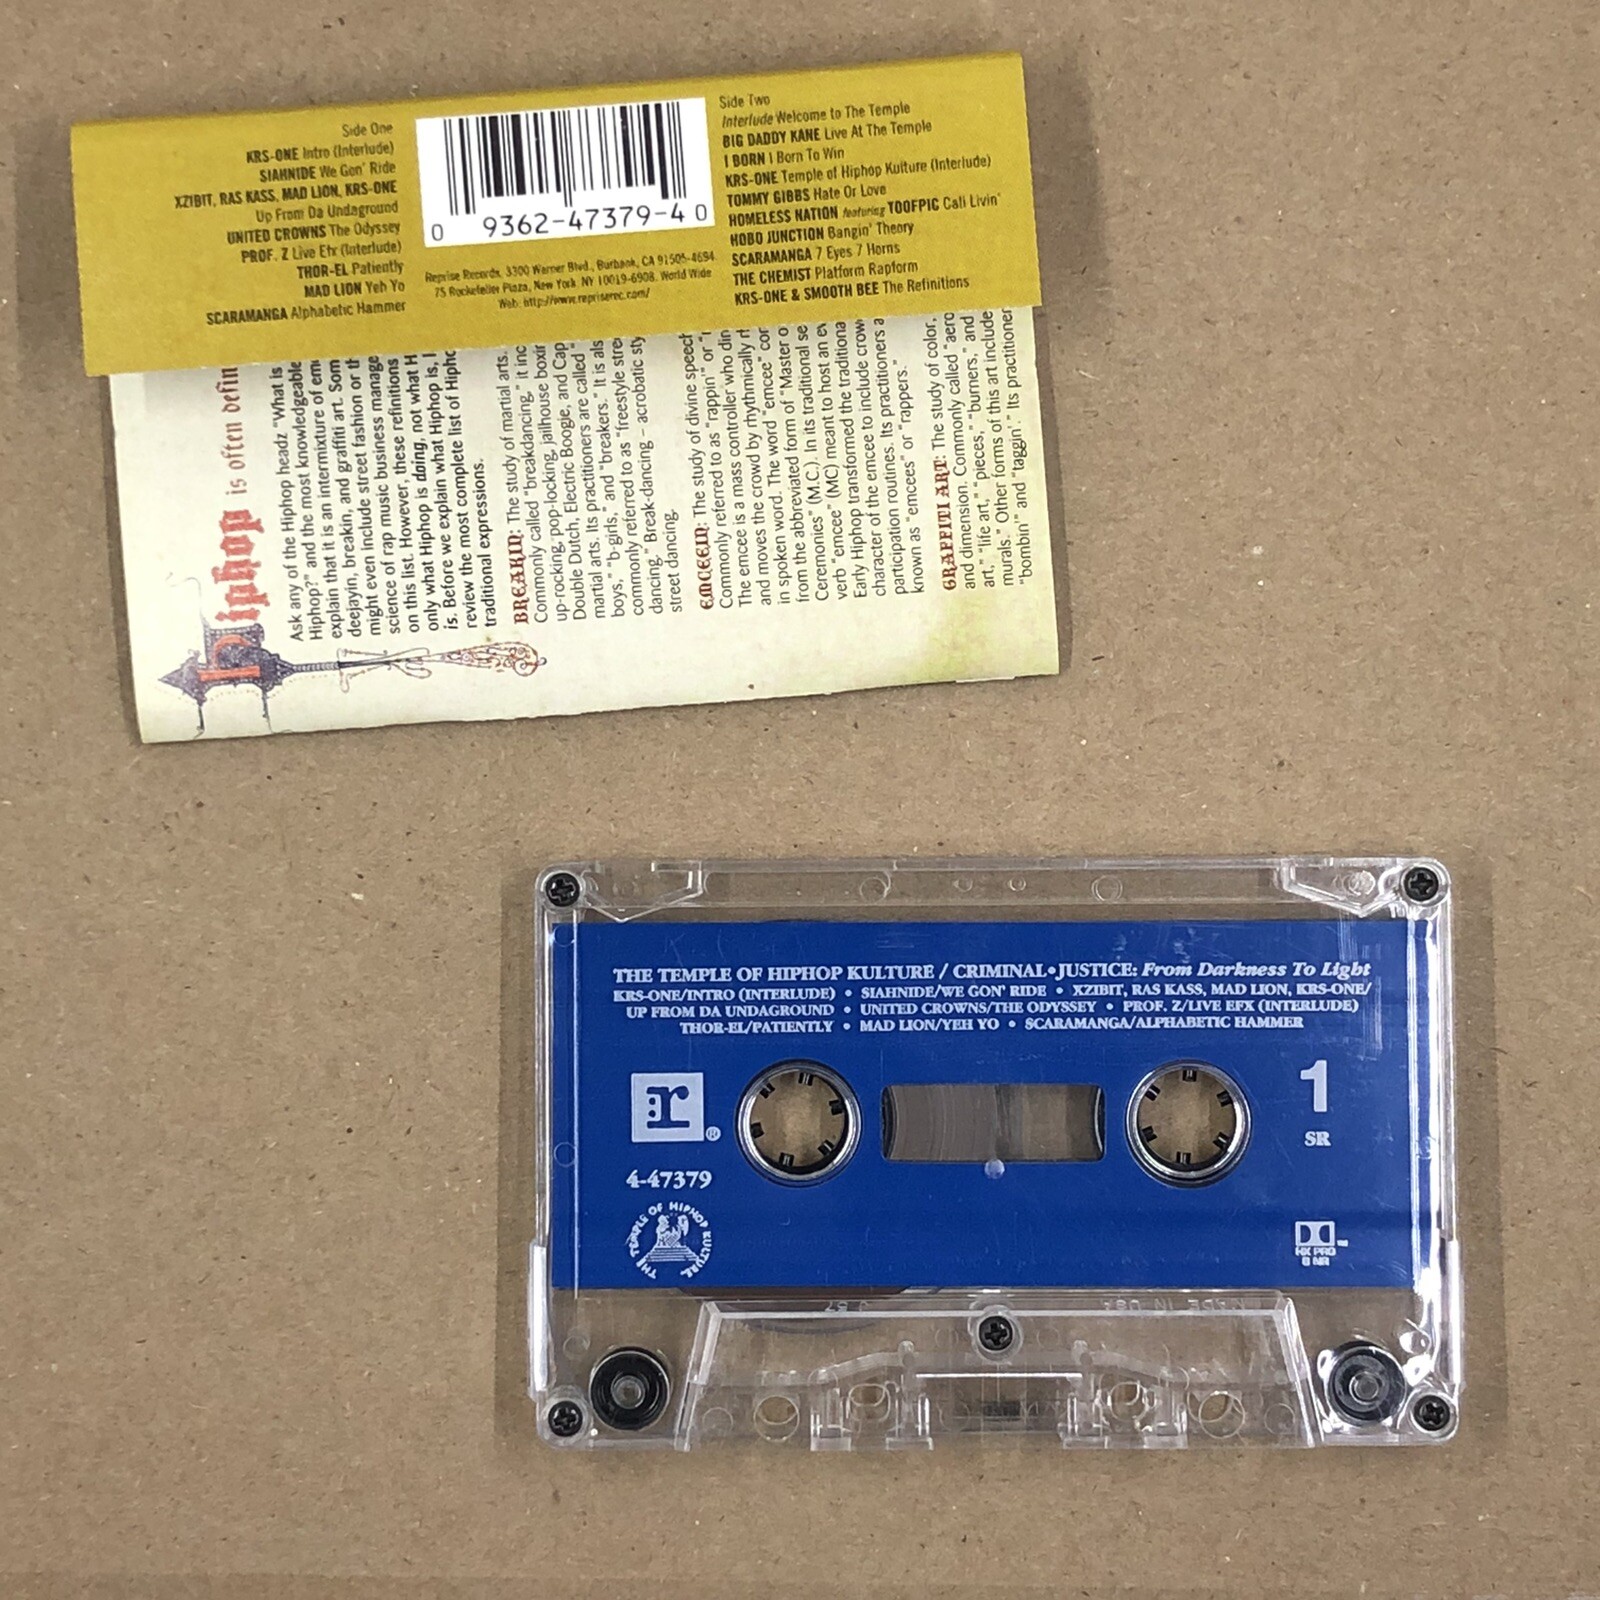 Side One
KRS-ONE Intro (Interlude)
SIAHNIDE We Gon' Ride
XZIBIT, RAS KASS, MAD LION, KRS-ONE
Up From Da Undaground
UNITED CROWNS The Odyssey
PROF. Z Live Efx (Interlude)
THOR-EL Patiently
MAD LION Yeh Yo
SCARAMANGA Alphabetic Hammer
0 9362-47379-4 0
Reprise Records, 3300 Warner Blvd., Burbank, CA 91505-4694
75 Rockefeller Plaza, New York NY 10019-6908. World Wide
Web: http://www.repriserec.com/
Side Two
Interlude Welcome to The Temple
BIG DADDY KANE Live At The Temple
I BORN I Born To Win
KRS-ONE Temple of Hiphop Kulture (Interlude)
TOMMY GIBBS Hate Or Love
HOMELESS NATION featuring TOOFPIC Cali Livin'
HOBO JUNCTION Bangin' Theory
SCARAMANGA 7 Eyes 7 Horns
THE CHEMIST Platform Rapform
KRS-ONE & SMOOTH BEE The Refinitions
Hiphop is often defin
Ask any of the Hiphop headz "What is
Hiphop?" and the most knowledgeable
explain that it is an intermixture of em
deejayin, breakin, and graffiti art. Som
might even include street fashion or th
science of rap music business manage
on this list. However, these refinitions
only what Hiphop is doing, not what H
is. Before we explain what Hiphop is, l
review the most complete list of Hipho
traditional expressions.
BREAKIN: The study of martial arts.
Commonly called "breakdancing," it inc
up-rocking, pop-locking, jailhouse boxin
Double Dutch, Electric Boogie, and Cap
martial arts. Its practitioners are called "
boys," "b-girls," and "breakers." It is als
commonly referred to as "freestyle stree
dancing." Break-dancing - acrobatic sty
street dancing.
EMCEEIN: The study of divine speech
Commonly referred to as "rappin'" or "r
The emcee is a mass controller who din
and moves the crowd by rhythmically rh
in spoken word. The word "emcee" cor
from the abbreviated form of "Master o
Ceremonies" (M.C.). In its traditional se
verb "emcee" (MC) meant to host an ev
Early Hiphop transformed the traditiona
character of the emcee to include crowd
participation routines. Its practitioners a
known as "emcees" or "rappers."
GRAFFITI ART: The study of color,
and dimension. Commonly called "aero
art," "life art," "pieces," "burners," and
murals." Other forms of this art include
"bombin'" and "taggin'." Its practitioner
THE TEMPLE OF HIPHOP KULTURE / CRIMINAL•JUSTICE: From Darkness To Light
KRS-ONE/INTRO (INTERLUDE) • SIAHNIDE/WE GON' RIDE • XZIBIT, RAS KASS, MAD LION, KRS-ONE/
UP FROM DA UNDAGROUND • UNITED CROWNS/THE ODYSSEY • PROF. Z/LIVE EFX (INTERLUDE)
THOR-EL/PATIENTLY • MAD LION/YEH YO • SCARAMANGA/ALPHABETIC HAMMER
r ®
1
SR
4-47379
THE TEMPLE OF HIPHOP KULTURE
HX PRO
B NR